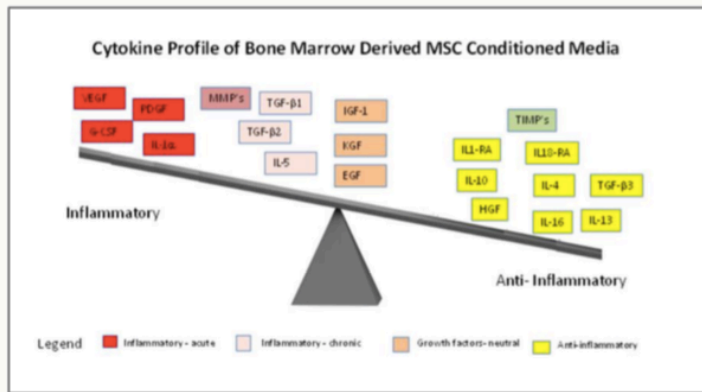 Cytokine Profile of Bone Marrow Derived MSC Conditioned Media
VEGF
PDGF
MMP's
TGF-β1
IGF-1
TIMP's
G-CSF
IL-1α
TGF-β2
KGF
IL1-RA
IL18-RA
IL-5
EGF
IL-10
IL-4
TGF-β3
HGF
IL-16
IL-13
Inflammatory
Anti- Inflammatory
Legend
Inflammatory - acute
Inflammatory - chronic
Growth factors- neutral
Anti-inflammatory